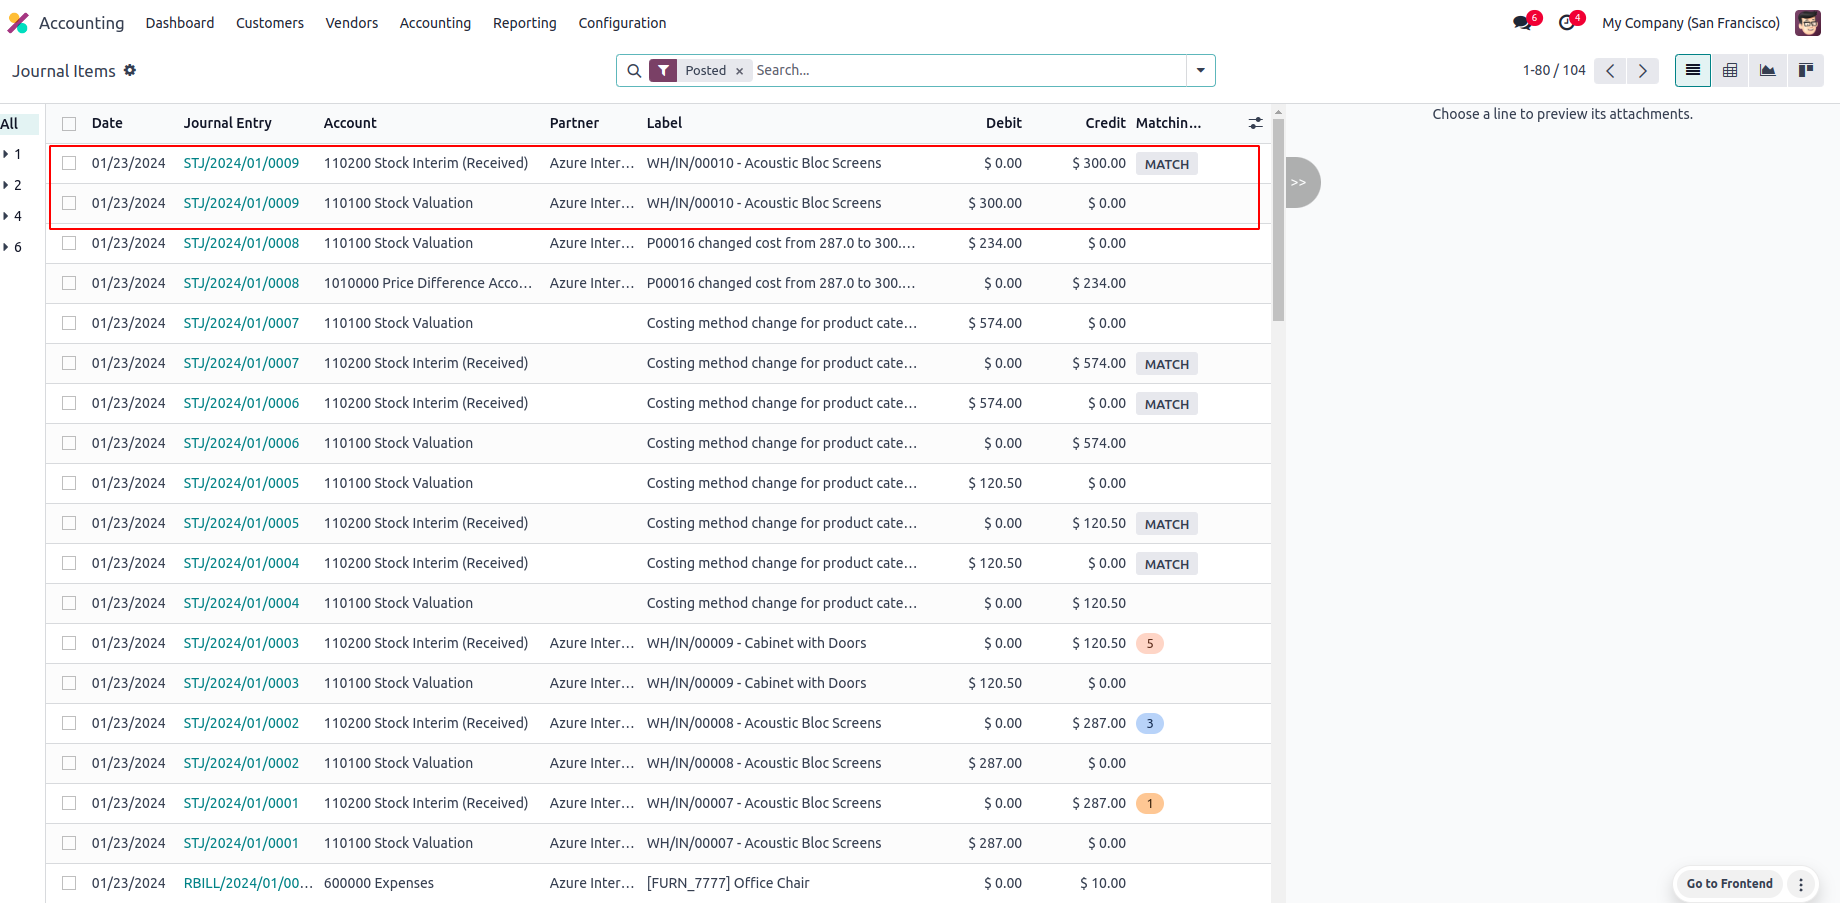 Accounting Dashboard Customers Vendors Accounting Reporting Configuration 6 4 My Company (San Francisco)
Journal Items Posted × Search... 1-80 / 104
All Date Journal Entry Account Partner Label Debit Credit Matchin... Choose a line to preview its attachments.
1
2
4
6
01/23/2024 STJ/2024/01/0009 110200 Stock Interim (Received) Azure Inter... WH/IN/00010 - Acoustic Bloc Screens $ 0.00 $ 300.00 MATCH
>>
01/23/2024 STJ/2024/01/0009 110100 Stock Valuation Azure Inter... WH/IN/00010 - Acoustic Bloc Screens $ 300.00 $ 0.00
01/23/2024 STJ/2024/01/0008 110100 Stock Valuation Azure Inter... P00016 changed cost from 287.0 to 300.... $ 234.00 $ 0.00
01/23/2024 STJ/2024/01/0008 1010000 Price Difference Acco... Azure Inter... P00016 changed cost from 287.0 to 300.... $ 0.00 $ 234.00
01/23/2024 STJ/2024/01/0007 110100 Stock Valuation Costing method change for product cate... $ 574.00 $ 0.00
01/23/2024 STJ/2024/01/0007 110200 Stock Interim (Received) Costing method change for product cate... $ 0.00 $ 574.00 MATCH
01/23/2024 STJ/2024/01/0006 110200 Stock Interim (Received) Costing method change for product cate... $ 574.00 $ 0.00 MATCH
01/23/2024 STJ/2024/01/0006 110100 Stock Valuation Costing method change for product cate... $ 0.00 $ 574.00
01/23/2024 STJ/2024/01/0005 110100 Stock Valuation Costing method change for product cate... $ 120.50 $ 0.00
01/23/2024 STJ/2024/01/0005 110200 Stock Interim (Received) Costing method change for product cate... $ 0.00 $ 120.50 MATCH
01/23/2024 STJ/2024/01/0004 110200 Stock Interim (Received) Costing method change for product cate... $ 120.50 $ 0.00 MATCH
01/23/2024 STJ/2024/01/0004 110100 Stock Valuation Costing method change for product cate... $ 0.00 $ 120.50
01/23/2024 STJ/2024/01/0003 110200 Stock Interim (Received) Azure Inter... WH/IN/00009 - Cabinet with Doors $ 0.00 $ 120.50 5
01/23/2024 STJ/2024/01/0003 110100 Stock Valuation Azure Inter... WH/IN/00009 - Cabinet with Doors $ 120.50 $ 0.00
01/23/2024 STJ/2024/01/0002 110200 Stock Interim (Received) Azure Inter... WH/IN/00008 - Acoustic Bloc Screens $ 0.00 $ 287.00 3
01/23/2024 STJ/2024/01/0002 110100 Stock Valuation Azure Inter... WH/IN/00008 - Acoustic Bloc Screens $ 287.00 $ 0.00
01/23/2024 STJ/2024/01/0001 110200 Stock Interim (Received) Azure Inter... WH/IN/00007 - Acoustic Bloc Screens $ 0.00 $ 287.00 1
01/23/2024 STJ/2024/01/0001 110100 Stock Valuation Azure Inter... WH/IN/00007 - Acoustic Bloc Screens $ 287.00 $ 0.00
01/23/2024 RBILL/2024/01/00... 600000 Expenses Azure Inter... [FURN_7777] Office Chair $ 0.00 $ 10.00
Go to Frontend